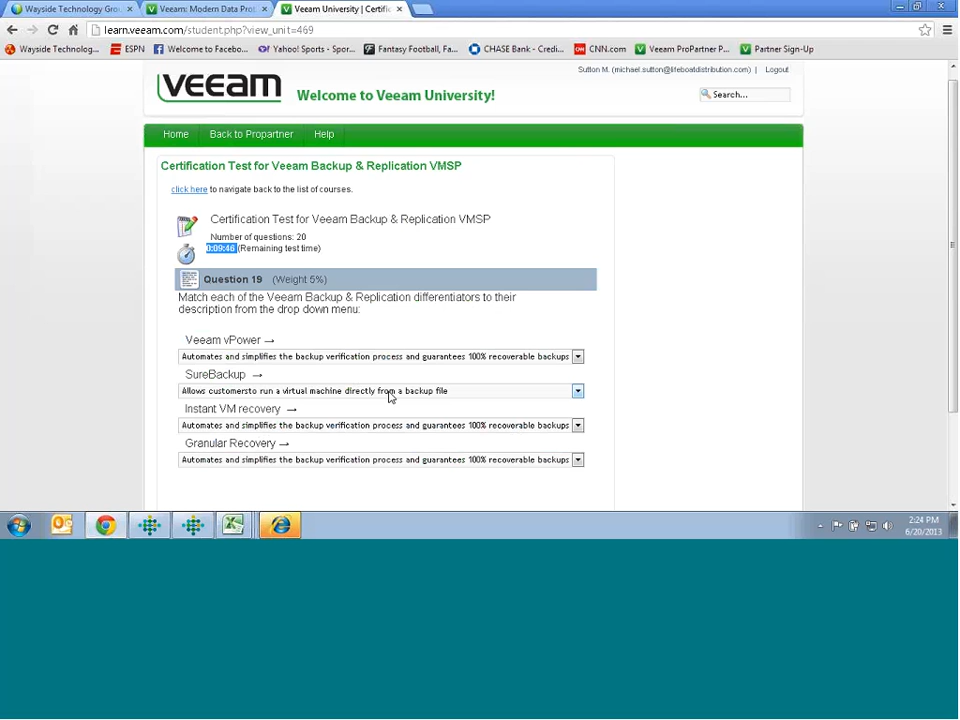 Wayside Technology Grou
Veeam: Modern Data Prot
Veeam University | Certific
learn.veeam.com/student.php?view_unit=469
Wayside Technolog...
ESPN
Welcome to Facebo...
Yahoo! Sports - Spor...
Fantasy Football, Fa...
CHASE Bank - Credi...
CNN.com
Veeam ProPartner P...
Partner Sign-Up
Sutton M. (michael.sutton@lifeboatdistribution.com) | Logout
veeam
Welcome to Veeam University!
Search...
Home
Back to Propartner
Help
Certification Test for Veeam Backup & Replication VMSP
click here to navigate back to the list of courses.
Certification Test for Veeam Backup & Replication VMSP
Number of questions: 20
0:09:46 (Remaining test time)
Question 19 (Weight 5%)
Match each of the Veeam Backup & Replication differentiators to their
description from the drop down menu:
Veeam vPower →
Automates and simplifies the backup verification process and guarantees 100% recoverable backups
SureBackup →
Allows customersto run a virtual machine directly from a backup file
Instant VM recovery →
Automates and simplifies the backup verification process and guarantees 100% recoverable backups
Granular Recovery →
Automates and simplifies the backup verification process and guarantees 100% recoverable backups
2:24 PM
6/20/2013